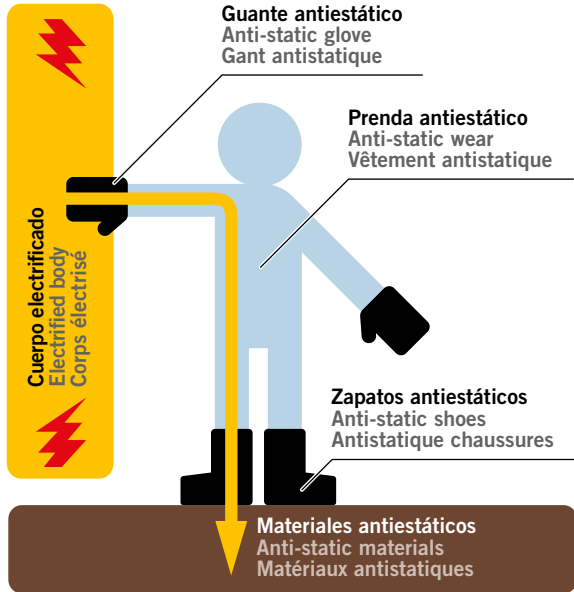 Guante antiestático
Anti-static glove
Gant antistatique
Prenda antiestático
Anti-static wear
Vêtement antistatique
Cuerpo electrificado
Electrified body
Corps électrisé
Zapatos antiestáticos
Anti-static shoes
Antistatique chaussures
Materiales antiestáticos
Anti-static materials
Matériaux antistatiques